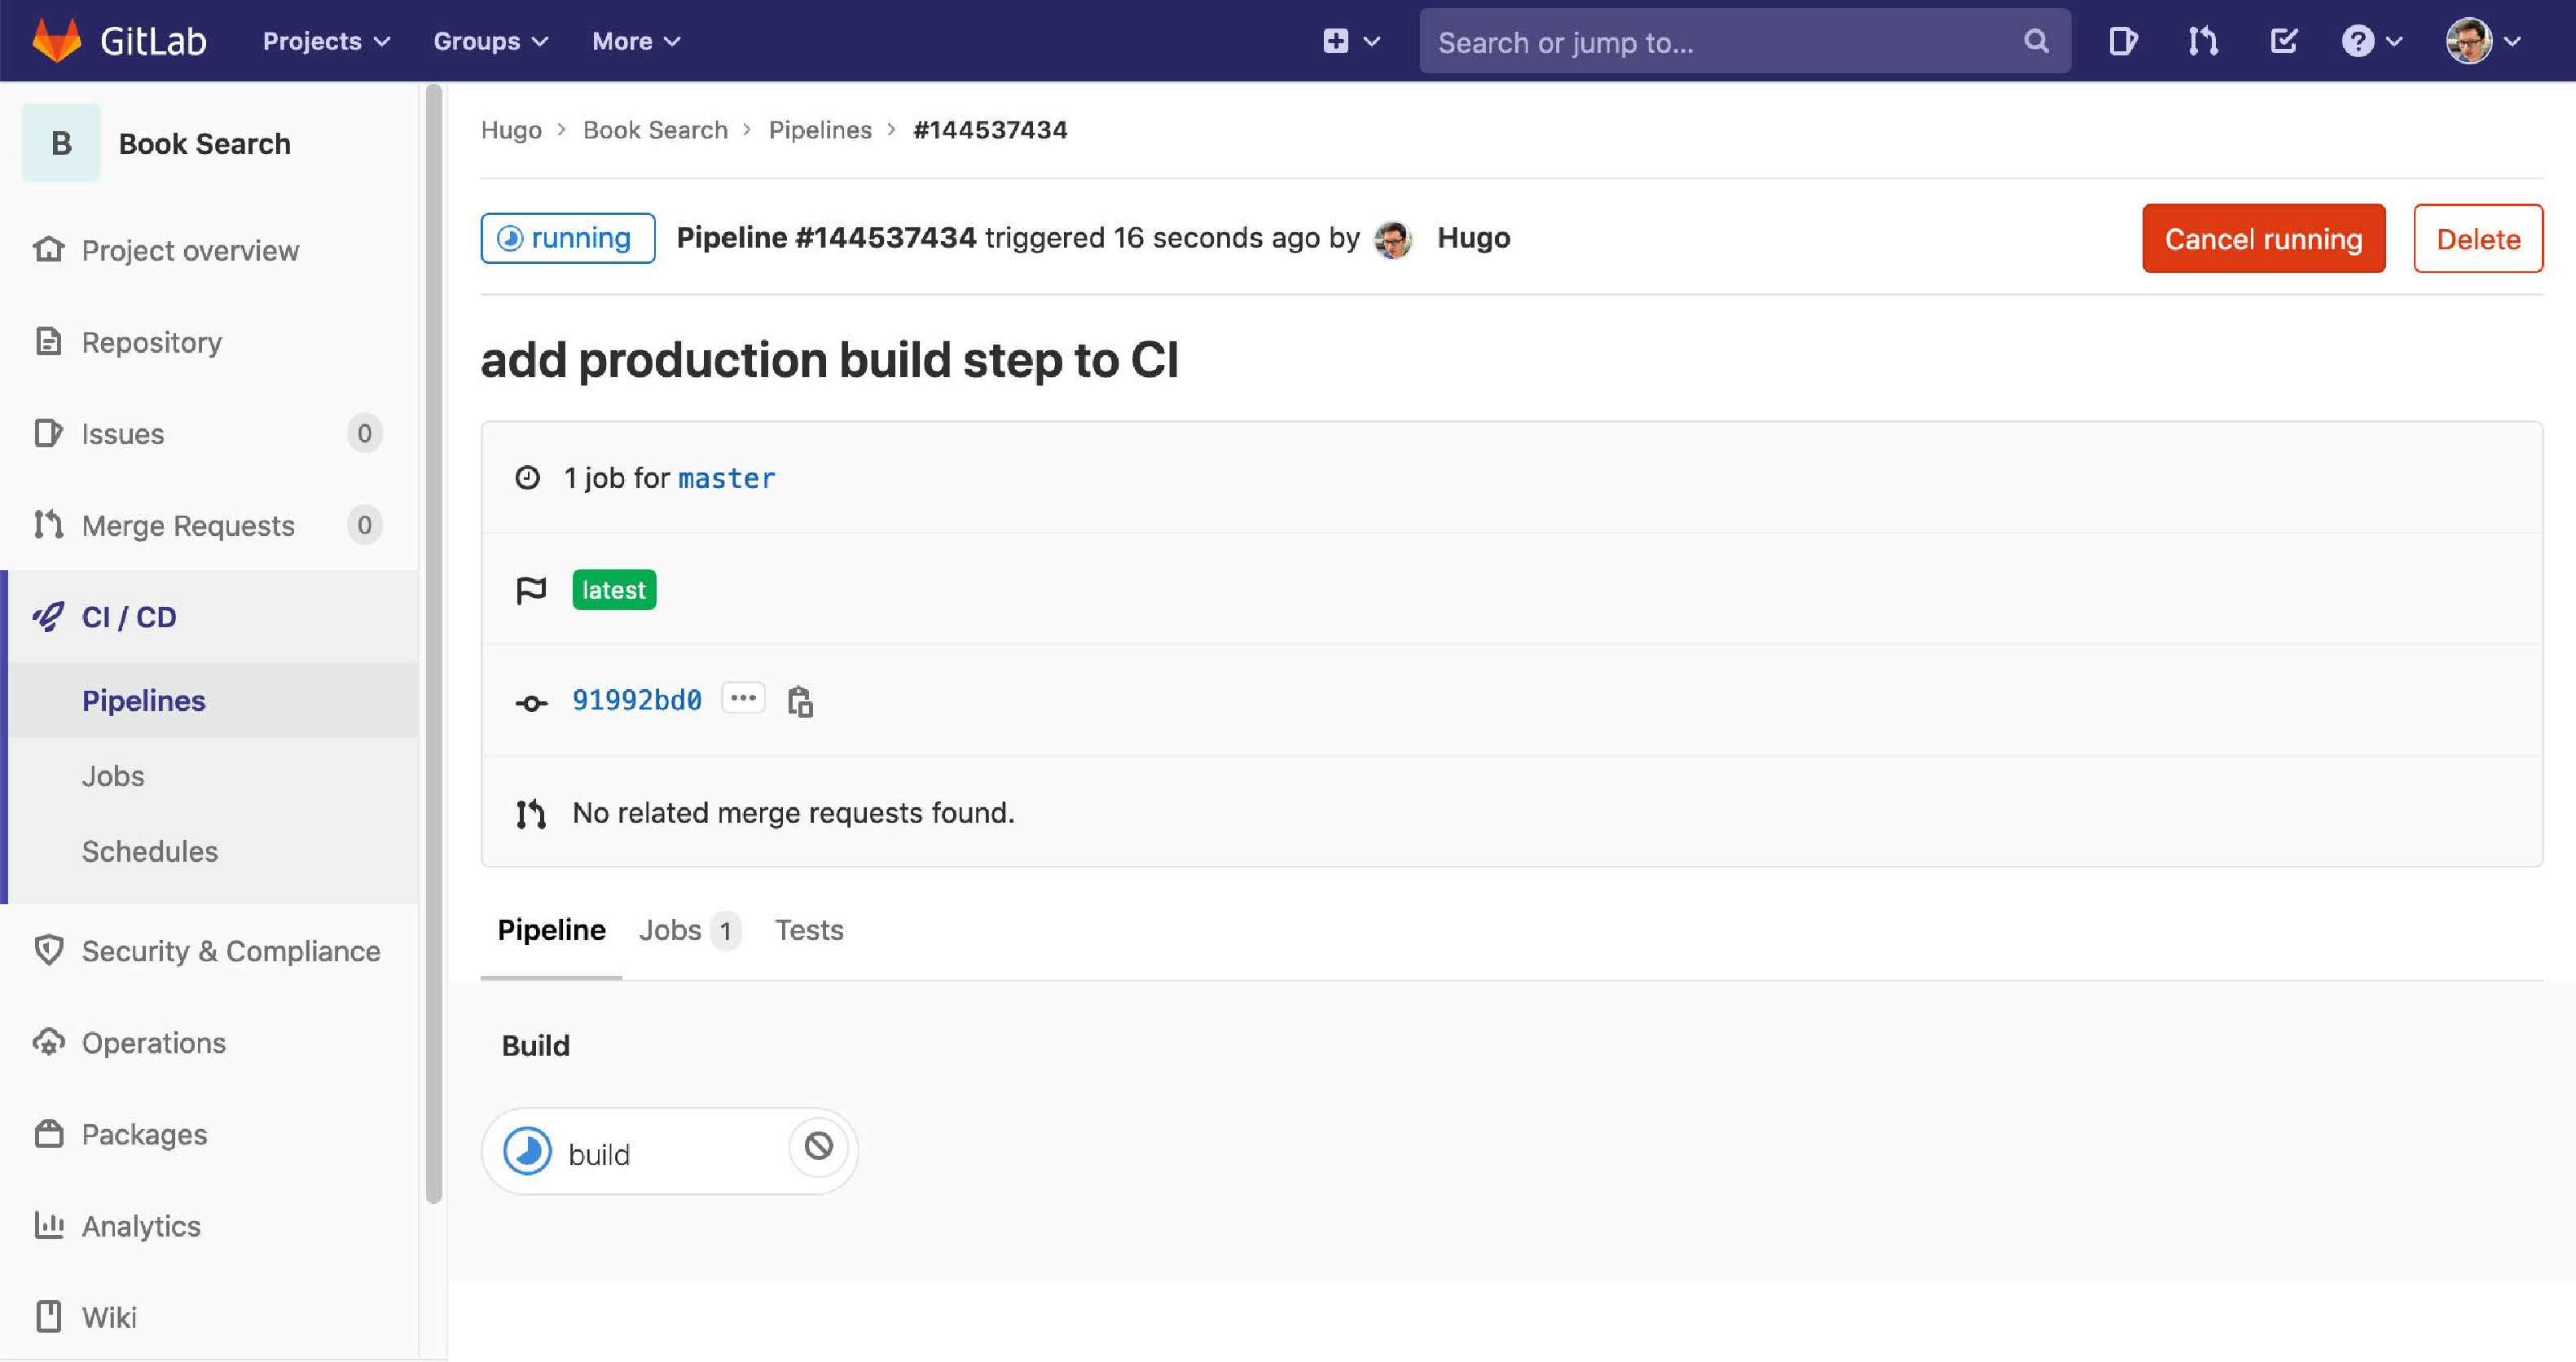 GitLab Projects Groups More Search or jump to...
B Book Search
Project overview
Repository
Issues 0
Merge Requests 0
CI / CD
Pipelines
Jobs
Schedules
Security & Compliance
Operations
Packages
Analytics
Wiki
Hugo > Book Search > Pipelines > #144537434
running Pipeline #144537434 triggered 16 seconds ago by Hugo Cancel running Delete
add production build step to CI
1 job for master
latest
91992bd0 ...
No related merge requests found.
Pipeline Jobs 1 Tests
Build
build